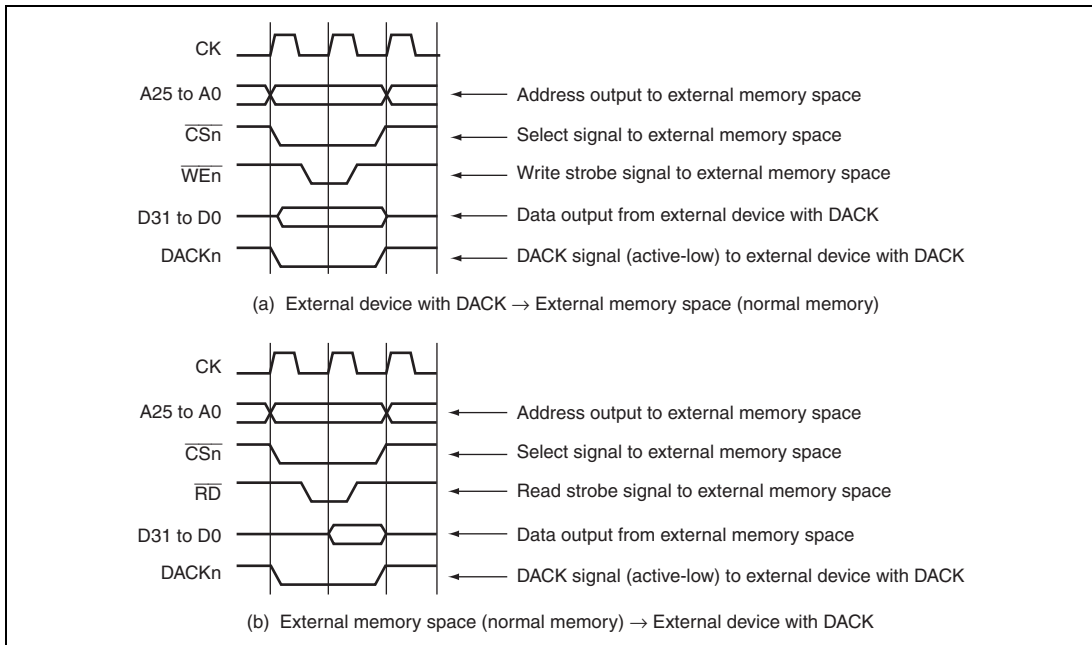 CK
A25 to A0 Address output to external memory space
CSn Select signal to external memory space
WEn Write strobe signal to external memory space
D31 to D0 Data output from external device with DACK
DACKn DACK signal (active-low) to external device with DACK
(a) External device with DACK → External memory space (normal memory)
CK
A25 to A0 Address output to external memory space
CSn Select signal to external memory space
RD Read strobe signal to external memory space
D31 to D0 Data output from external memory space
DACKn DACK signal (active-low) to external device with DACK
(b) External memory space (normal memory) → External device with DACK